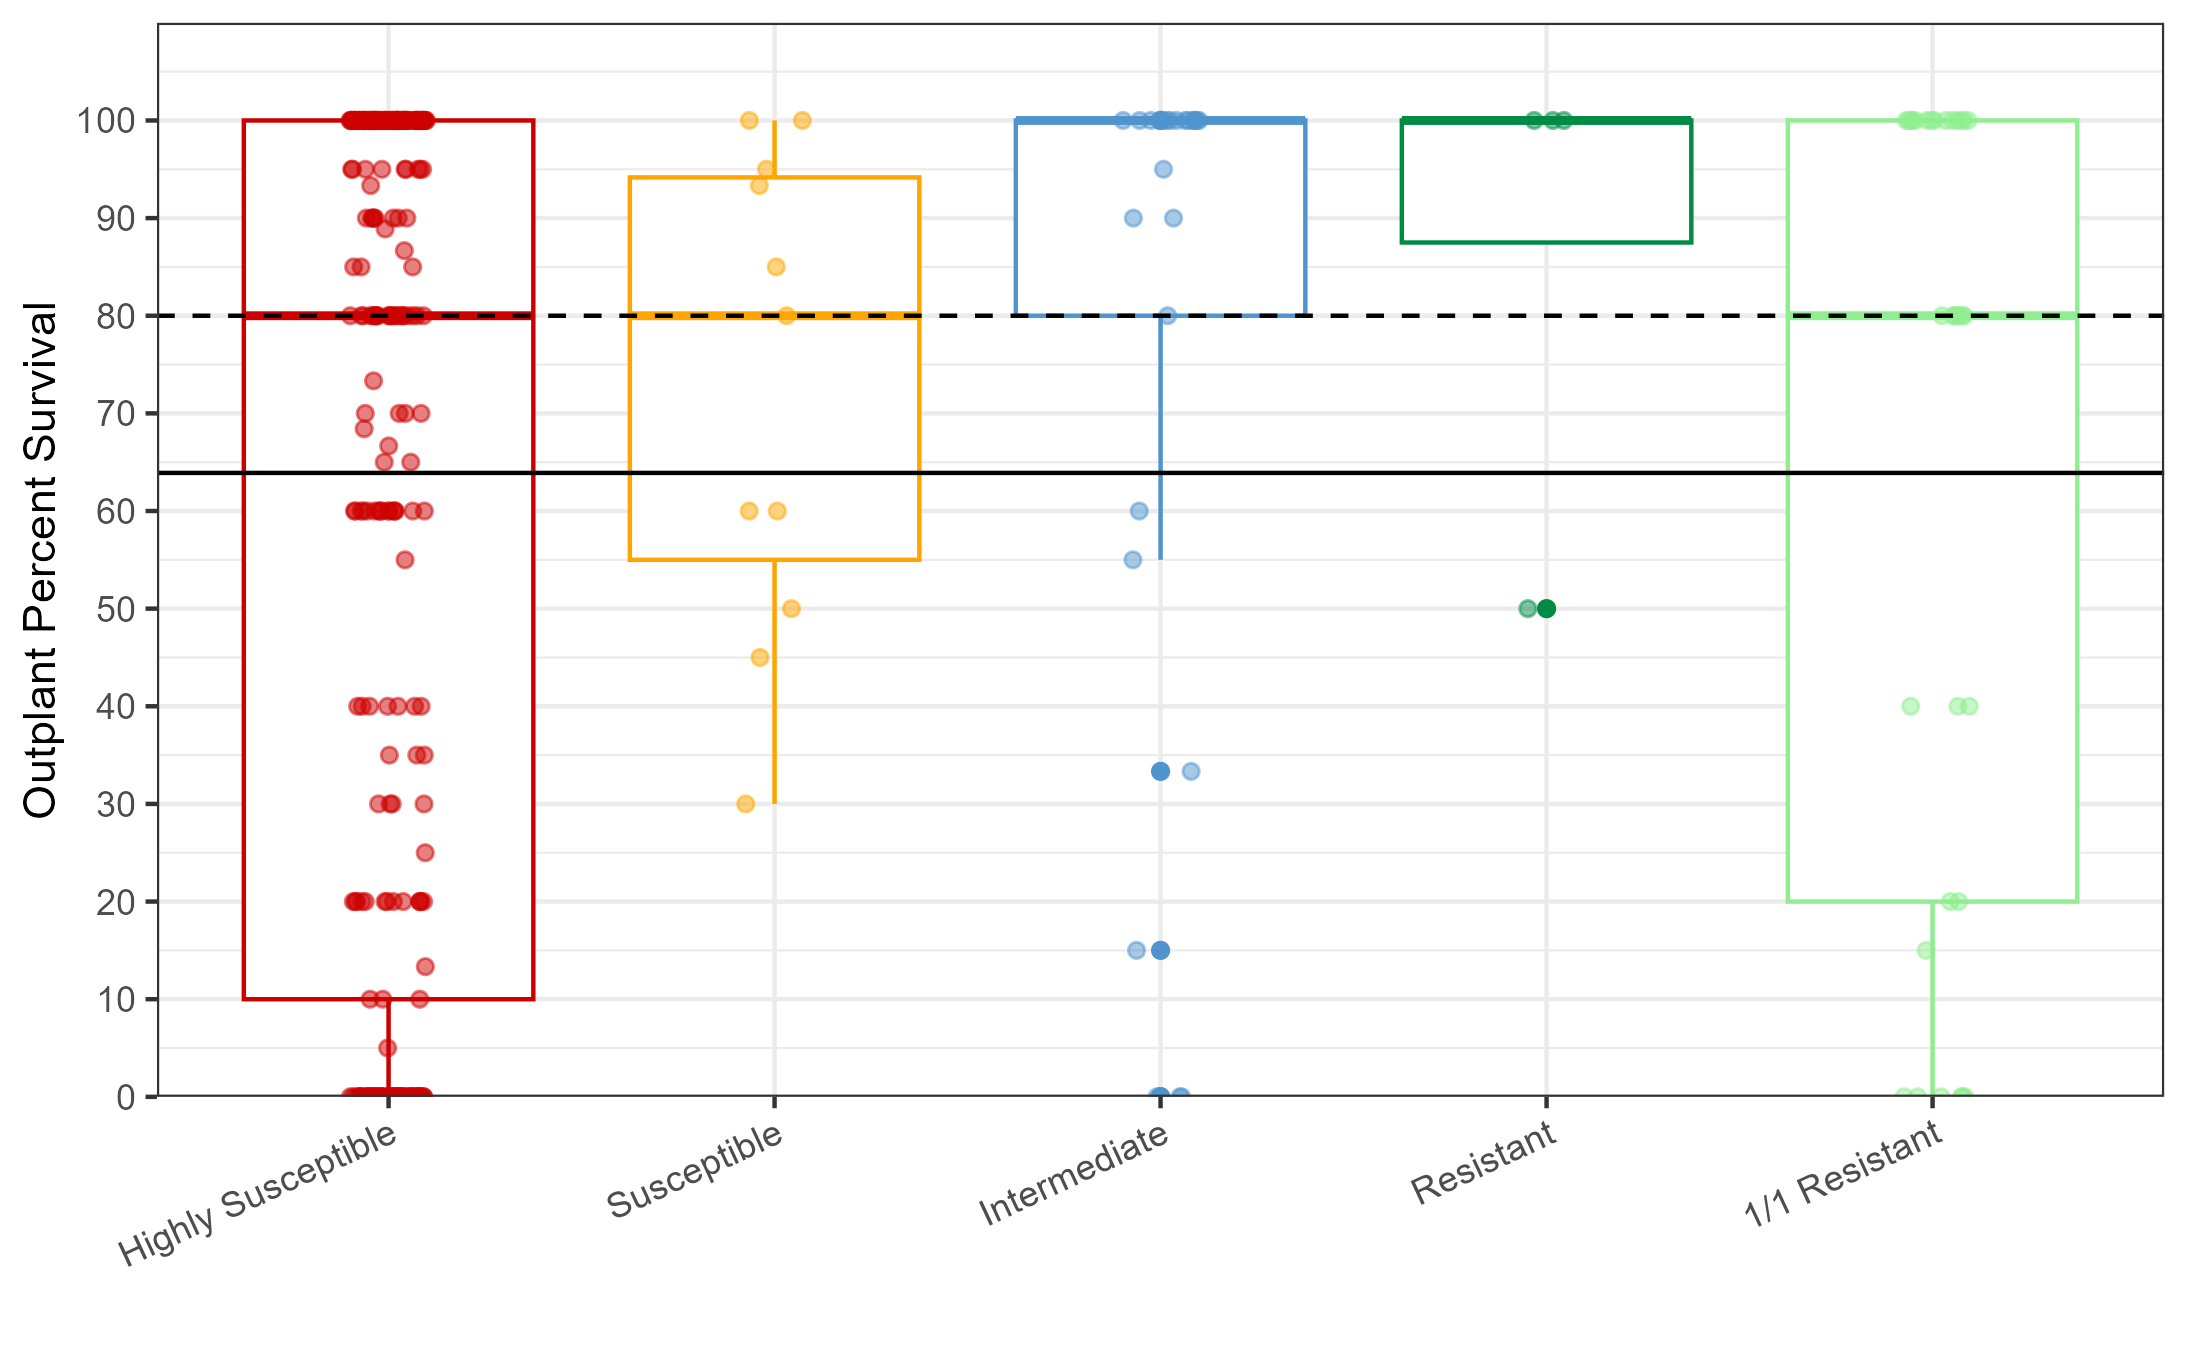 Outplant Percent Survival
100
90
80
70
60
50
40
30
20
10
0
Highly Susceptible
Susceptible
Intermediate
Resistant
1/1 Resistant